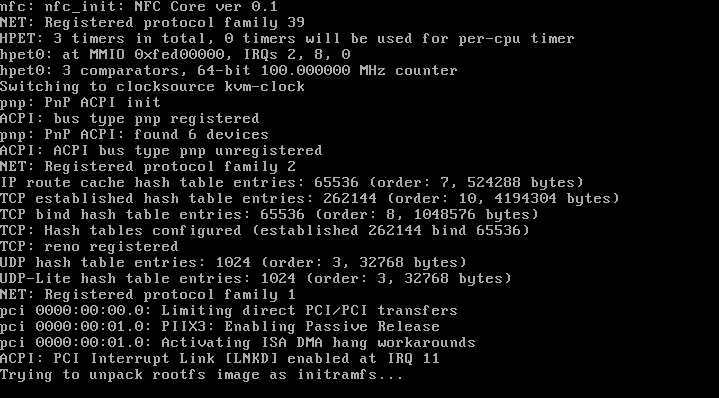 nfc: nfc_init: NFC Core ver 0.1
NET: Registered protocol family 39
HPET: 3 timers in total, 0 timers will be used for per-cpu timer
hpet0: at MMIO 0xfed00000, IRQs 2, 8, 0
hpet0: 3 comparators, 64-bit 100.000000 MHz counter
Switching to clocksource kvm-clock
pnp: PnP ACPI init
ACPI: bus type pnp registered
pnp: PnP ACPI: found 6 devices
ACPI: ACPI bus type pnp unregistered
NET: Registered protocol family 2
IP route cache hash table entries: 65536 (order: 7, 524288 bytes)
TCP established hash table entries: 262144 (order: 10, 4194304 bytes)
TCP bind hash table entries: 65536 (order: 8, 1048576 bytes)
TCP: Hash tables configured (established 262144 bind 65536)
TCP: reno registered
UDP hash table entries: 1024 (order: 3, 32768 bytes)
UDP-Lite hash table entries: 1024 (order: 3, 32768 bytes)
NET: Registered protocol family 1
pci 0000:00:00.0: Limiting direct PCI/PCI transfers
pci 0000:00:01.0: PIIX3: Enabling Passive Release
pci 0000:00:01.0: Activating ISA DMA hang workarounds
ACPI: PCI Interrupt Link [LNKD] enabled at IRQ 11
Trying to unpack rootfs image as initramfs...